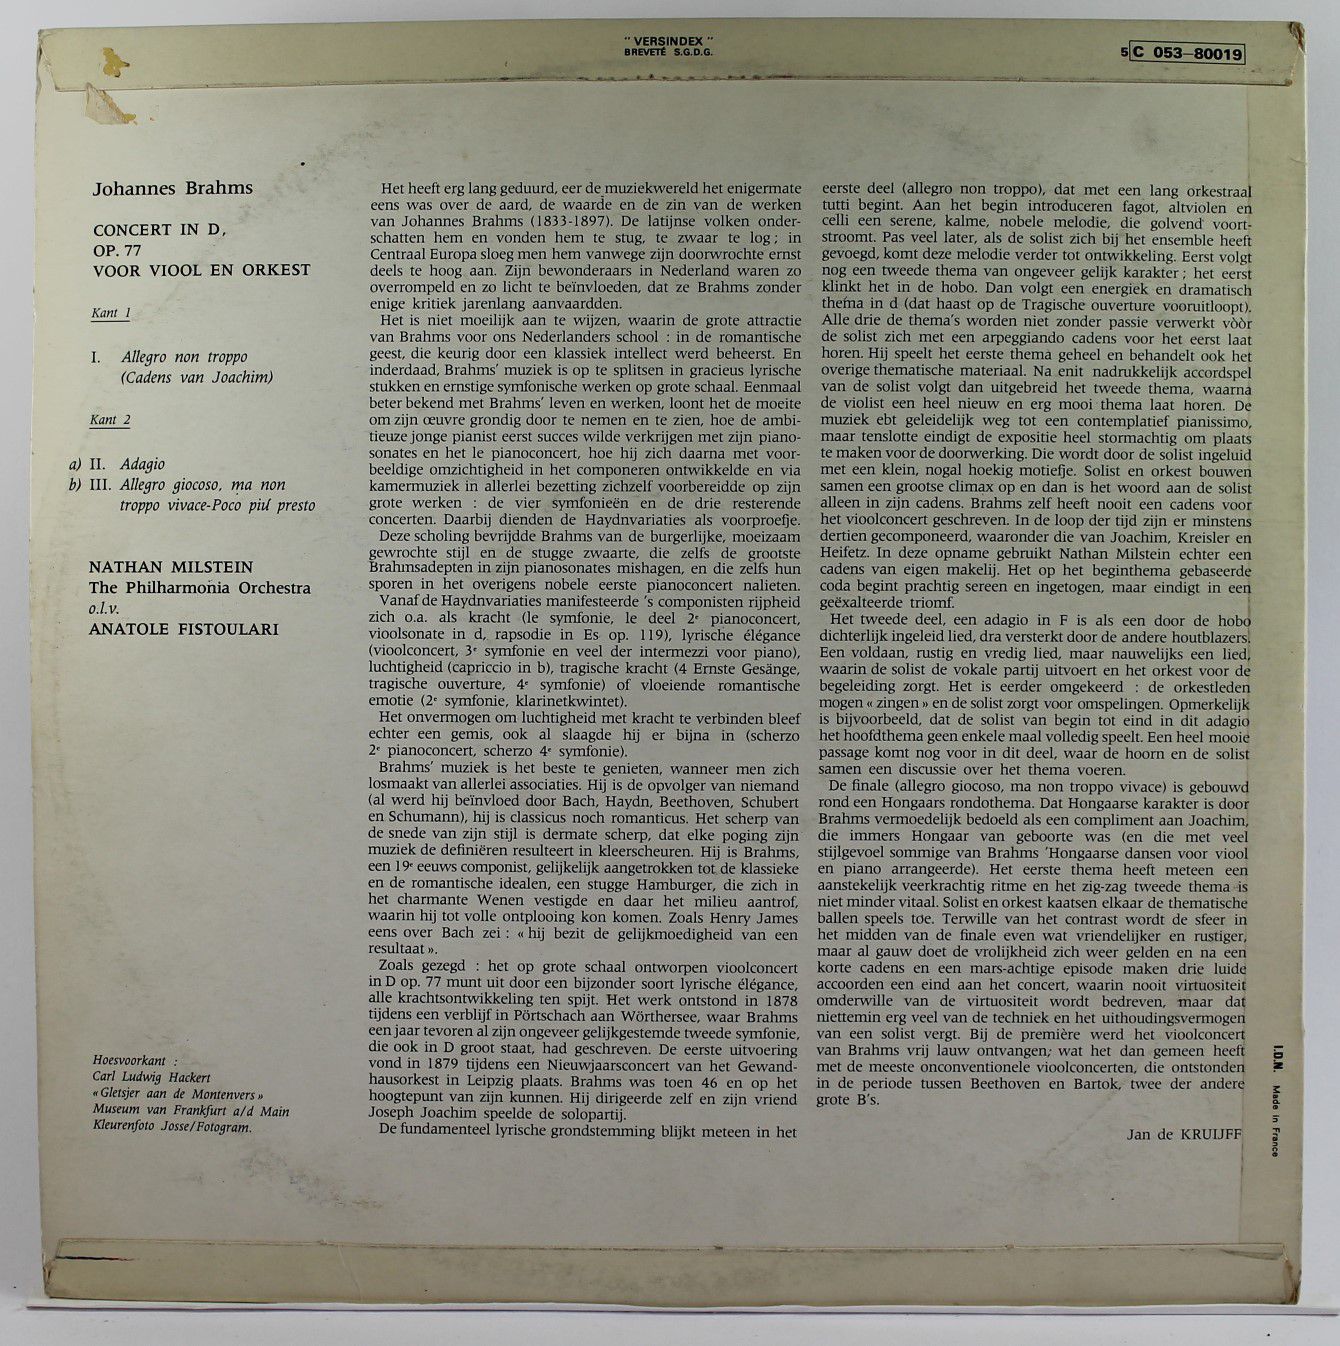 " VERSINDEX "
BREVETÉ S.G.D.G.
5 C 053-80019
Johannes Brahms
CONCERT IN D,
OP. 77
VOOR VIOOL EN ORKEST
Kant 1
I. Allegro non troppo
(Cadens van Joachim)
Kant 2
a) II. Adagio
b) III. Allegro giocoso, ma non
troppo vivace-Poco più presto
NATHAN MILSTEIN
The Philharmonia Orchestra
o.l.v.
ANATOLE FISTOULARI
Hoesvoorkant :
Carl Ludwig Hackert
« Gletsjer aan de Montenvers »
Museum van Frankfurt a/d Main
Kleurenfoto Josse/Fotogram.
Het heeft erg lang geduurd, eer de muziekwereld het enigermate
eens was over de aard, de waarde en de zin van de werken
van Johannes Brahms (1833-1897). De latijnse volken onder-
schatten hem en vonden hem te stug, te zwaar te log ; in
Centraal Europa sloeg men hem vanwege zijn doorwrochte ernst
deels te hoog aan. Zijn bewonderaars in Nederland waren zo
overrompeld en zo licht te beïnvloeden, dat ze Brahms zonder
enige kritiek jarenlang aanvaardden.
Het is niet moeilijk aan te wijzen, waarin de grote attractie
van Brahms voor ons Nederlanders school : in de romantische
geest, die keurig door een klassiek intellect werd beheerst. En
inderdaad, Brahms' muziek is op te splitsen in gracieus lyrische
stukken en ernstige symfonische werken op grote schaal. Eenmaal
beter bekend met Brahms' leven en werken, loont het de moeite
om zijn œuvre grondig door te nemen en te zien, hoe de ambi-
tieuze jonge pianist eerst succes wilde verkrijgen met zijn piano-
sonates en het le pianoconcert, hoe hij zich daarna met voor-
beeldige omzichtigheid in het componeren ontwikkelde en via
kamermuziek in allerlei bezetting zichzelf voorbereidde op zijn
grote werken : de vier symfonieën en de drie resterende
concerten. Daarbij dienden de Haydnvariaties als voorproefje.
Deze scholing bevrijdde Brahms van de burgerlijke, moeizaam
gewrochte stijl en de stugge zwaarte, die zelfs de grootste
Brahmsadepten in zijn pianosonates mishagen, en die zelfs hun
sporen in het overigens nobele eerste pianoconcert nalieten.
Vanaf de Haydnvariaties manifesteerde 's componisten rijpheid
zich o.a. als kracht (le symfonie, le deel 2e pianoconcert,
vioolsonate in d, rapsodie in Es op. 119), lyrische élégance
(vioolconcert, 3e symfonie en veel der intermezzi voor piano),
luchtigheid (capriccio in b), tragische kracht (4 Ernste Gesänge,
tragische ouverture, 4e symfonie) of vloeiende romantische
emotie (2e symfonie, klarinetkwintet).
Het onvermogen om luchtigheid met kracht te verbinden bleef
echter een gemis, ook al slaagde hij er bijna in (scherzo
2e pianoconcert, scherzo 4e symfonie).
Brahms' muziek is het beste te genieten, wanneer men zich
losmaakt van allerlei associaties. Hij is de opvolger van niemand
(al werd hij beïnvloed door Bach, Haydn, Beethoven, Schubert
en Schumann), hij is classicus noch romanticus. Het scherp van
de snede van zijn stijl is dermate scherp, dat elke poging zijn
muziek de definiëren resulteert in kleerscheuren. Hij is Brahms,
een 19e eeuws componist, gelijkelijk aangetrokken tot de klassieke
en de romantische idealen, een stugge Hamburger, die zich in
het charmante Wenen vestigde en daar het milieu aantrof,
waarin hij tot volle ontplooing kon komen. Zoals Henry James
eens over Bach zei : « hij bezit de gelijkmoedigheid van een
resultaat ».
Zoals gezegd : het op grote schaal ontworpen vioolconcert
in D op. 77 munt uit door een bijzonder soort lyrische élégance,
alle krachtsontwikkeling ten spijt. Het werk ontstond in 1878
tijdens een verblijf in Pörtschach aan Wörthersee, waar Brahms
een jaar tevoren al zijn ongeveer gelijkgestemde tweede symfonie,
die ook in D groot staat, had geschreven. De eerste uitvoering
vond in 1879 tijdens een Nieuwjaarsconcert van het Gewand-
hausorkest in Leipzig plaats. Brahms was toen 46 en op het
hoogtepunt van zijn kunnen. Hij dirigeerde zelf en zijn vriend
Joseph Joachim speelde de solopartij.
De fundamenteel lyrische grondstemming blijkt meteen in het
eerste deel (allegro non troppo), dat met een lang orkestraal
tutti begint. Aan het begin introduceren fagot, altviolen en
celli een serene, kalme, nobele melodie, die golvend voort-
stroomt. Pas veel later, als de solist zich bij het ensemble heeft
gevoegd, komt deze melodie verder tot ontwikkeling. Eerst volgt
nog een tweede thema van ongeveer gelijk karakter ; het eerst
klinkt het in de hobo. Dan volgt een energiek en dramatisch
thema in d (dat haast op de Tragische ouverture vooruitloopt).
Alle drie de thema's worden niet zonder passie verwerkt vòòr
de solist zich met een arpeggiando cadens voor het eerst laat
horen. Hij speelt het eerste thema geheel en behandelt ook het
overige thematische materiaal. Na enit nadrukkelijk accordspel
van de solist volgt dan uitgebreid het tweede thema, waarna
de violist een heel nieuw en erg mooi thema laat horen. De
muziek ebt geleidelijk weg tot een contemplatief pianissimo,
maar tenslotte eindigt de expositie heel stormachtig om plaats
te maken voor de doorwerking. Die wordt door de solist ingeluid
met een klein, nogal hoekig motiefje. Solist en orkest bouwen
samen een grootse climax op en dan is het woord aan de solist
alleen in zijn cadens. Brahms zelf heeft nooit een cadens voor
het vioolconcert geschreven. In de loop der tijd zijn er minstens
dertien gecomponeerd, waaronder die van Joachim, Kreisler en
Heifetz. In deze opname gebruikt Nathan Milstein echter een
cadens van eigen makelij. Het op het beginthema gebaseerde
coda begint prachtig sereen en ingetogen, maar eindigt in een
geëxalteerde triomf.
Het tweede deel, een adagio in F is als een door de hobo
dichterlijk ingeleid lied, dra versterkt door de andere houtblazers.
Een voldaan, rustig en vredig lied, maar nauwelijks een lied,
waarin de solist de vokale partij uitvoert en het orkest voor de
begeleiding zorgt. Het is eerder omgekeerd : de orkestleden
mogen « zingen » en de solist zorgt voor omspelingen. Opmerkelijk
is bijvoorbeeld, dat de solist van begin tot eind in dit adagio
het hoofdthema geen enkele maal volledig speelt. Een heel mooie
passage komt nog voor in dit deel, waar de hoorn en de solist
samen een discussie over het thema voeren.
De finale (allegro giocoso, ma non troppo vivace) is gebouwd
rond een Hongaars rondothema. Dat Hongaarse karakter is door
Brahms vermoedelijk bedoeld als een compliment aan Joachim,
die immers Hongaar van geboorte was (en die met veel
stijlgevoel sommige van Brahms 'Hongaarse dansen voor viool
en piano arrangeerde). Het eerste thema heeft meteen een
aanstekelijk veerkrachtig ritme en het zig-zag tweede thema is
niet minder vitaal. Solist en orkest kaatsen elkaar de thematische
ballen speels toe. Terwille van het contrast wordt de sfeer in
het midden van de finale even wat vriendelijker en rustiger,
maar al gauw doet de vrolijkheid zich weer gelden en na een
korte cadens en een mars-achtige episode maken drie luide
accoorden een eind aan het concert, waarin nooit virtuositeit
omderwille van de virtuositeit wordt bedreven, maar dat
niettemin erg veel van de techniek en het uithoudingsvermogen
van een solist vergt. Bij de première werd het vioolconcert
van Brahms vrij lauw ontvangen; wat het dan gemeen heeft
met de meeste onconventionele vioolconcerten, die ontstonden
in de periode tussen Beethoven en Bartok, twee der andere
grote B's.
Jan de KRUIJFF
I.D.N. Made in France